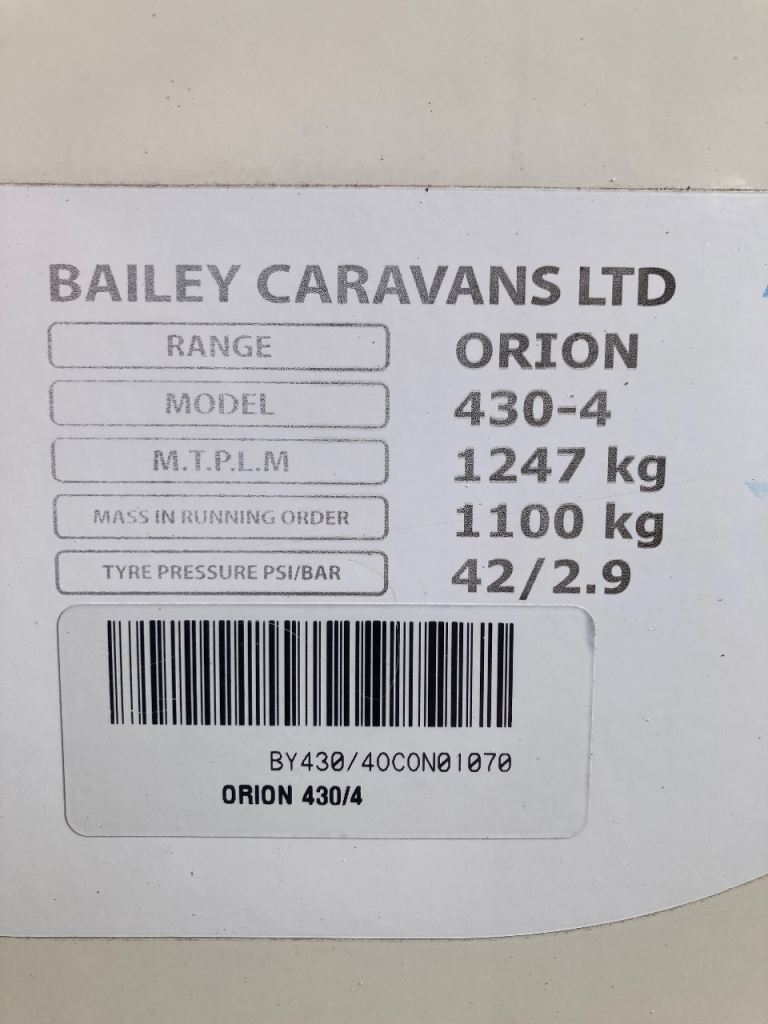 BAILEY CARAVANS LTD
RANGE ORION
MODEL 430-4
M.T.P.L.M 1247 kg
MASS IN RUNNING ORDER 1100 kg
TYRE PRESSURE PSI/BAR 42/2.9
BY430/4OCON01070
ORION 430/4